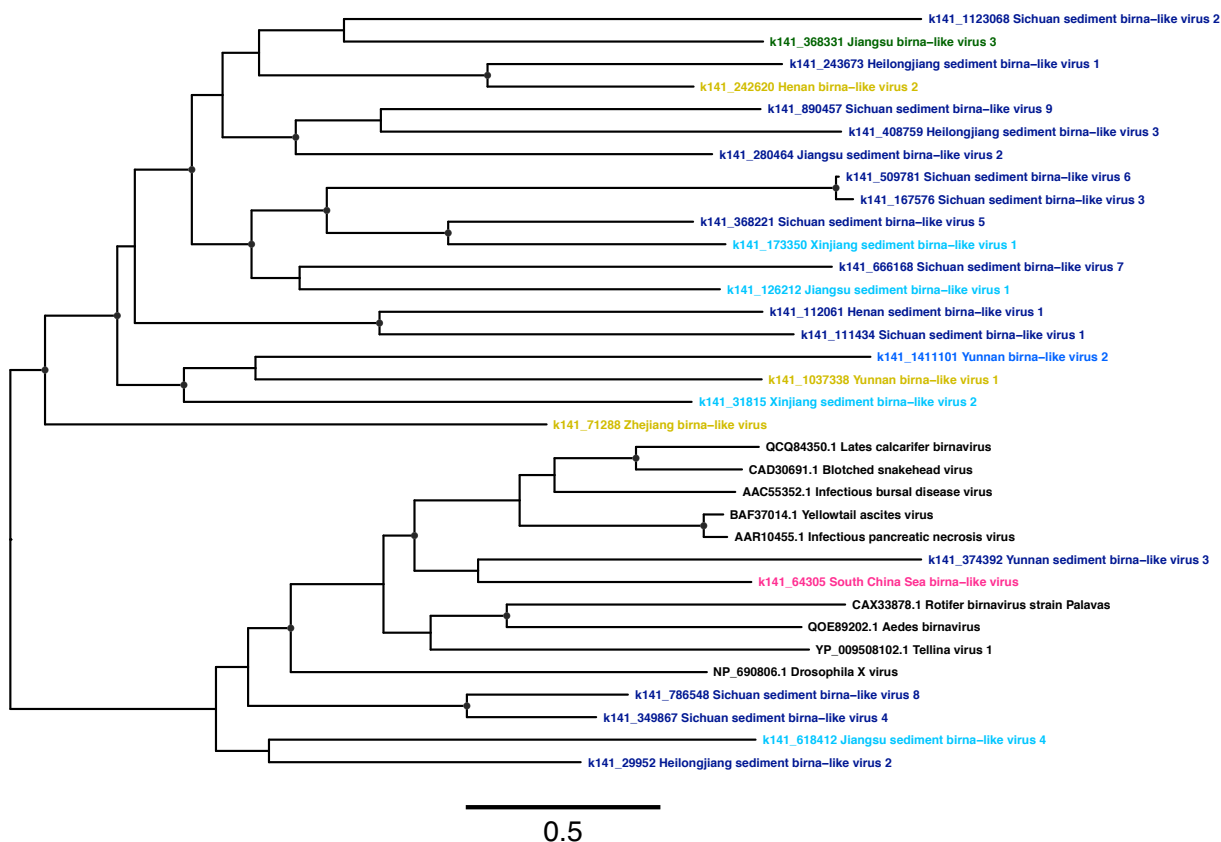 k141_1123068 Sichuan sediment birna−like virus 2
k141_368331 Jiangsu birna−like virus 3
k141_243673 Heilongjiang sediment birna−like virus 1
k141_242620 Henan birna−like virus 2
k141_890457 Sichuan sediment birna−like virus 9
k141_408759 Heilongjiang sediment birna−like virus 3
k141_280464 Jiangsu sediment birna−like virus 2
k141_509781 Sichuan sediment birna−like virus 6
k141_167576 Sichuan sediment birna−like virus 3
k141_368221 Sichuan sediment birna−like virus 5
k141_173350 Xinjiang sediment birna−like virus 1
k141_666168 Sichuan sediment birna−like virus 7
k141_126212 Jiangsu sediment birna−like virus 1
k141_112061 Henan sediment birna−like virus 1
k141_111434 Sichuan sediment birna−like virus 1
k141_1411101 Yunnan birna−like virus 2
k141_1037338 Yunnan birna−like virus 1
k141_31815 Xinjiang sediment birna−like virus 2
k141_71288 Zhejiang birna−like virus
QCQ84350.1 Lates calcarifer birnavirus
CAD30691.1 Blotched snakehead virus
AAC55352.1 Infectious bursal disease virus
BAF37014.1 Yellowtail ascites virus
AAR10455.1 Infectious pancreatic necrosis virus
k141_374392 Yunnan sediment birna−like virus 3
k141_64305 South China Sea birna−like virus
CAX33878.1 Rotifer birnavirus strain Palavas
QOE89202.1 Aedes birnavirus
YP_009508102.1 Tellina virus 1
NP_690806.1 Drosophila X virus
k141_786548 Sichuan sediment birna−like virus 8
k141_349867 Sichuan sediment birna−like virus 4
k141_618412 Jiangsu sediment birna−like virus 4
k141_29952 Heilongjiang sediment birna−like virus 2
0.5